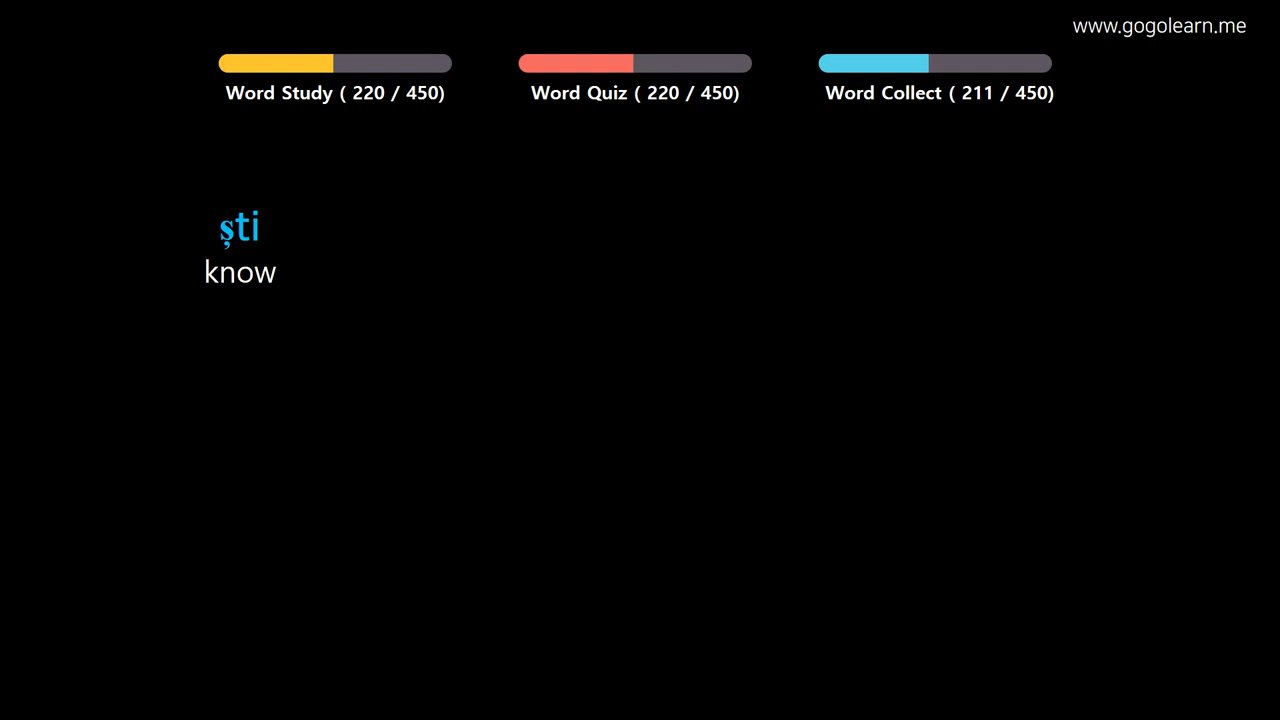 www.gogolearn.me
Word Study ( 220 / 450)
Word Quiz ( 220 / 450)
Word Collect ( 211 / 450)
ști
know